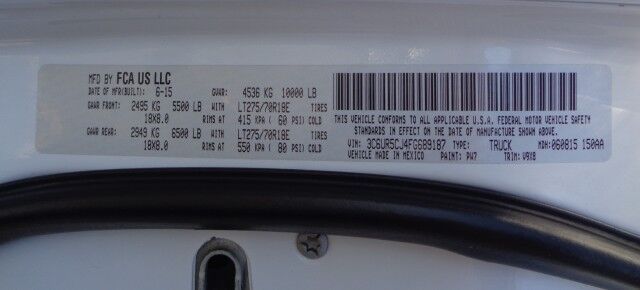 MFD BY FCA US LLC
DATE OF MFR(BUILT): 6-15 GVWR: 4536 KG 10000 LB
GAWR FRONT: 2495 KG 5500 LB WITH LT275/70R18E TIRES
18X8.0 RIMS AT 415 KPA ( 60 PSI) COLD
GAWR REAR: 2949 KG 6500 LB WITH LT275/70R18E TIRES
18X8.0 RIMS AT 550 KPA ( 80 PSI) COLD
THIS VEHICLE CONFORMS TO ALL APPLICABLE U.S.A. FEDERAL MOTOR VEHICLE SAFETY
STANDARDS IN EFFECT ON THE DATE OF MANUFACTURE SHOWN ABOVE.
VIN: 3C6UR5CJ4FG689187 TYPE: TRUCK MDH: 060815 150AA
VEHICLE MADE IN MEXICO PAINT: PW7 TRIM: V9X8